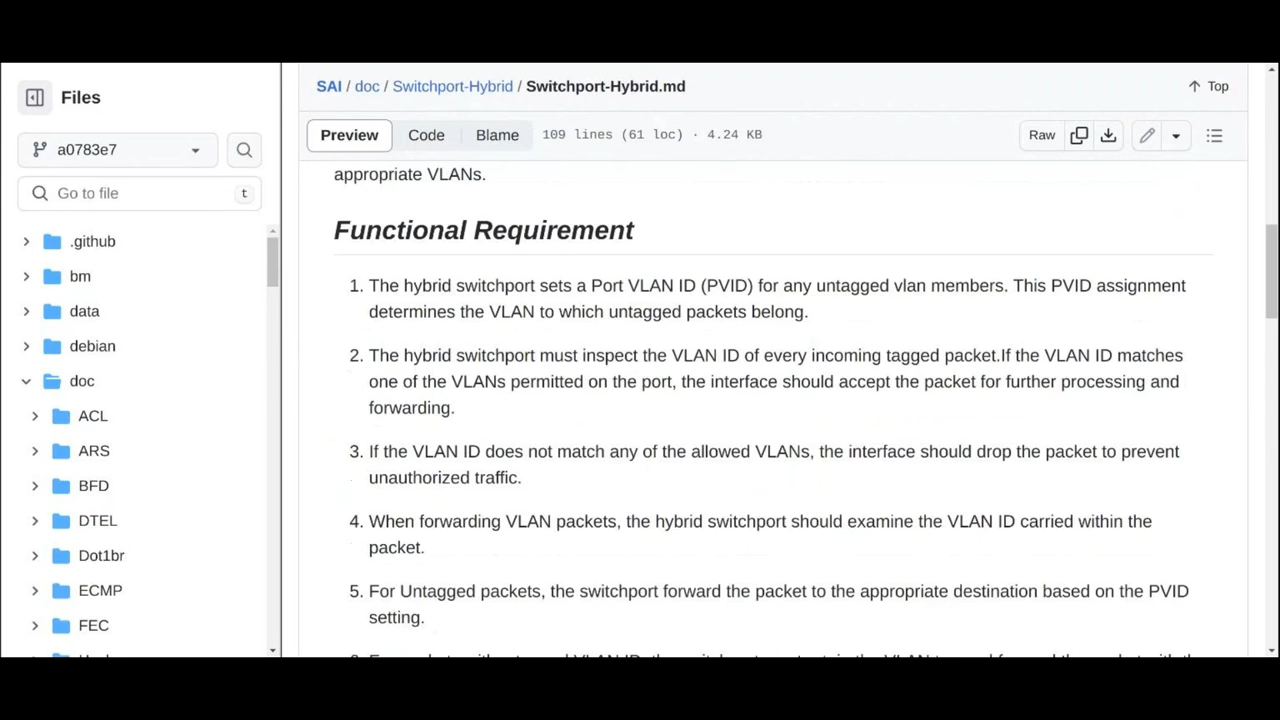 Files
a0783e7
Go to file
t
.github
bm
data
debian
doc
ACL
ARS
BFD
DTEL
Dot1br
ECMP
FEC
SAI / doc / Switchport-Hybrid / Switchport-Hybrid.md
Top
Preview Code Blame 109 lines (61 loc) · 4.24 KB
Raw
appropriate VLANs.
Functional Requirement
1. The hybrid switchport sets a Port VLAN ID (PVID) for any untagged vlan members. This PVID assignment
determines the VLAN to which untagged packets belong.
2. The hybrid switchport must inspect the VLAN ID of every incoming tagged packet.If the VLAN ID matches
one of the VLANs permitted on the port, the interface should accept the packet for further processing and
forwarding.
3. If the VLAN ID does not match any of the allowed VLANs, the interface should drop the packet to prevent
unauthorized traffic.
4. When forwarding VLAN packets, the hybrid switchport should examine the VLAN ID carried within the
packet.
5. For Untagged packets, the switchport forward the packet to the appropriate destination based on the PVID
setting.